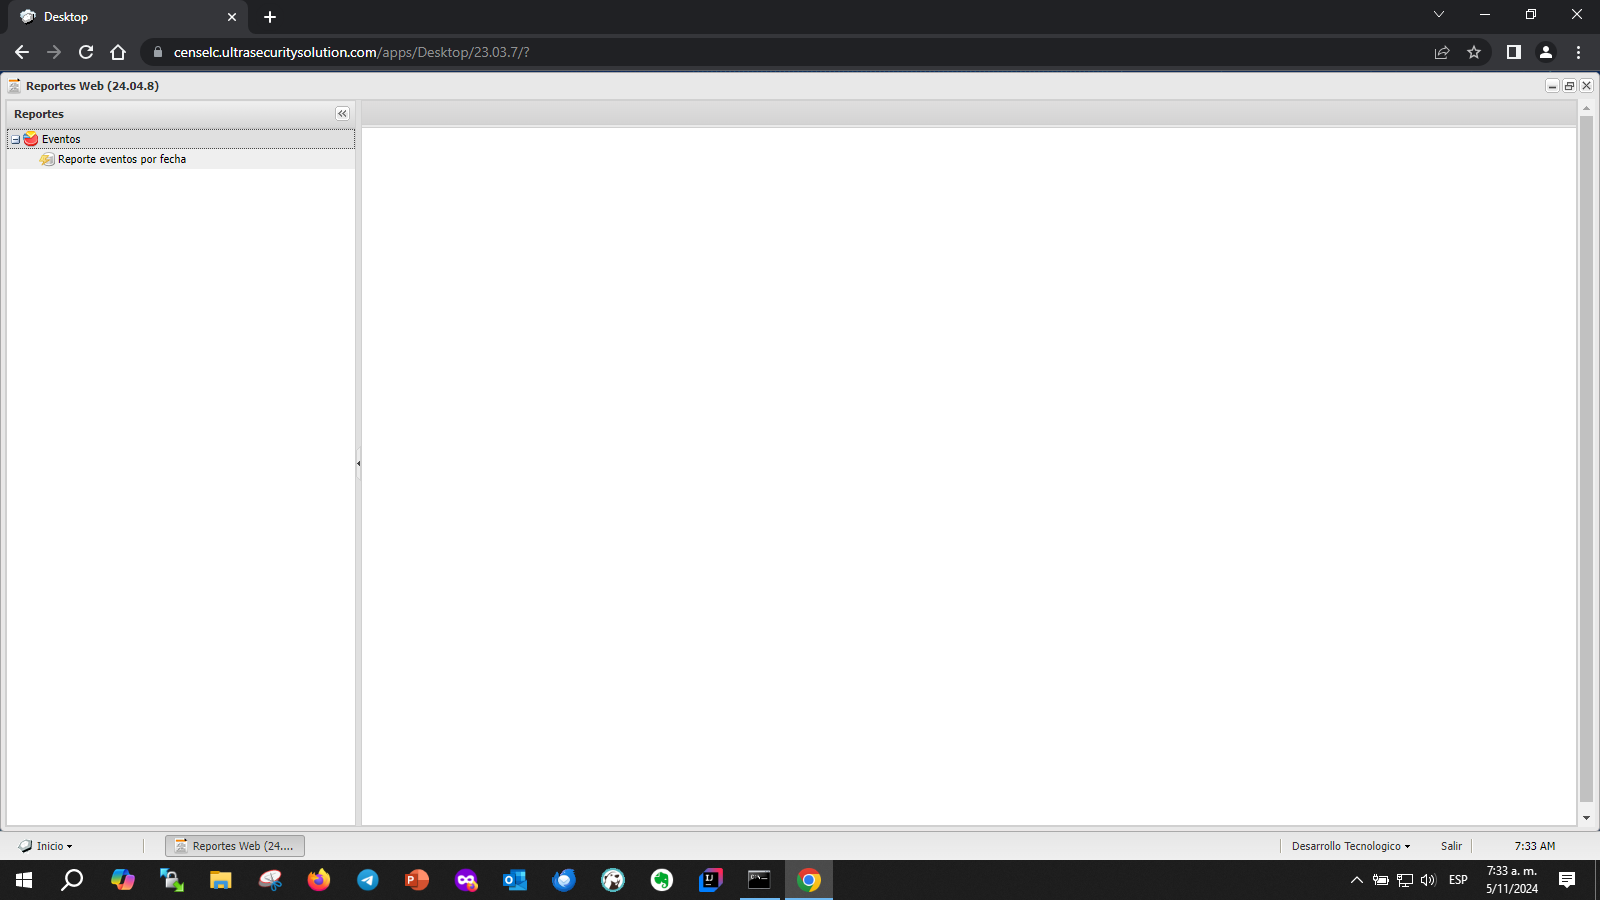 Desktop
censelc.ultrasecuritysolution.com/apps/Desktop/23.03.7/?
Reportes Web (24.04.8)
Reportes
Eventos
Reporte eventos por fecha
Inicio
Reportes Web (24....
Desarrollo Tecnologico
Salir
7:33 AM
ESP
7:33 a. m.
5/11/2024